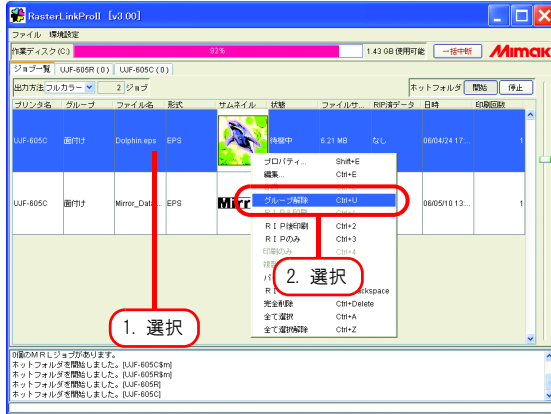 RasterLinkProII [v3.00]
ファイル 環境設定
作業ディスク(C:) 92% 1.43 GB 使用可能 一括中断 Mimaki
ジョブ一覧 UJF-605R ( 0 ) UJF-605C ( 0 )
出力方法 フルカラー 2 ジョブ ホットフォルダ 開始 停止
プリンタ名 グループ ファイル名 形式 サムネイル 状態 ファイルサ... RIP済データ 日時 印刷回数
UJF-605C 面付け Dolphin.eps EPS 待機中 6.21 MB なし 06/04/24 17:... 1
UJF-605C 面付け Mirror_Data... EPS Mirr 06/05/10 13:... 1
プロパティ... Shift+E
編集... Ctrl+E
グループ解除 Ctrl+U
ＲＩＰ後印刷 Ctrl+2
ＲＩＰのみ Ctrl+3
印刷のみ Ctrl+4
完全削除 Ctrl+Delete
全て選択 Ctrl+A
全て選択解除 Ctrl+Z
1. 選択
2. 選択
0個のＭＲＬジョブがあります。
ホットフォルダを開始しました。[UJF-605C$m]
ホットフォルダを開始しました。[UJF-605R$m]
ホットフォルダを開始しました。[UJF-605R]
ホットフォルダを開始しました。[UJF-605C]